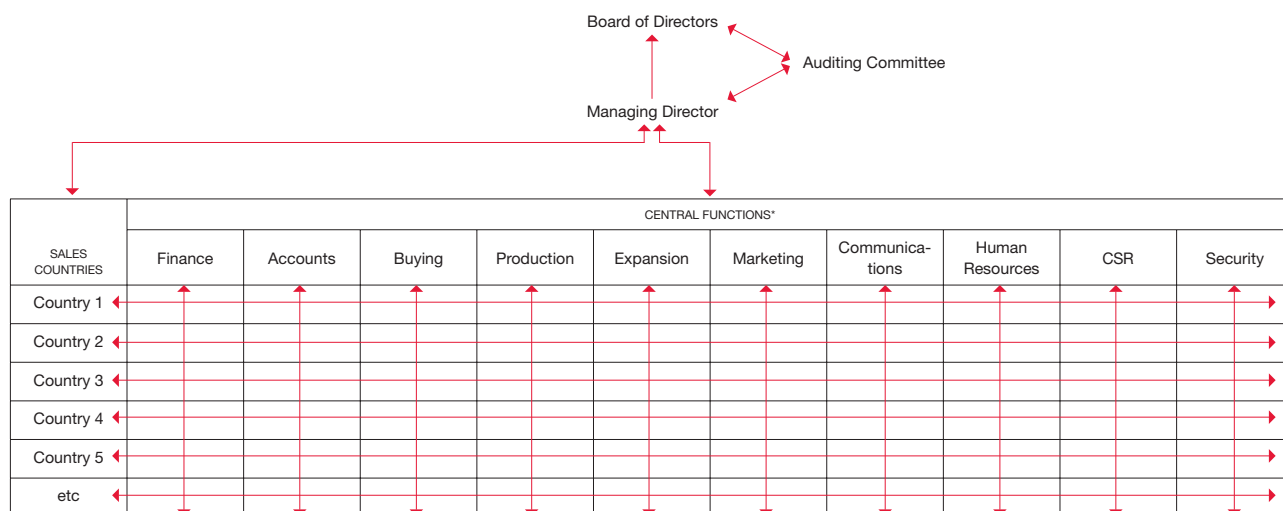 Board of Directors
Auditing Committee
Managing Director
CENTRAL FUNCTIONS*
SALES
COUNTRIES
Finance
Accounts
Buying
Production
Expansion
Marketing
Communica-
tions
Human
Resources
CSR
Security
Country 1
Country 2
Country 3
Country 4
Country 5
etc